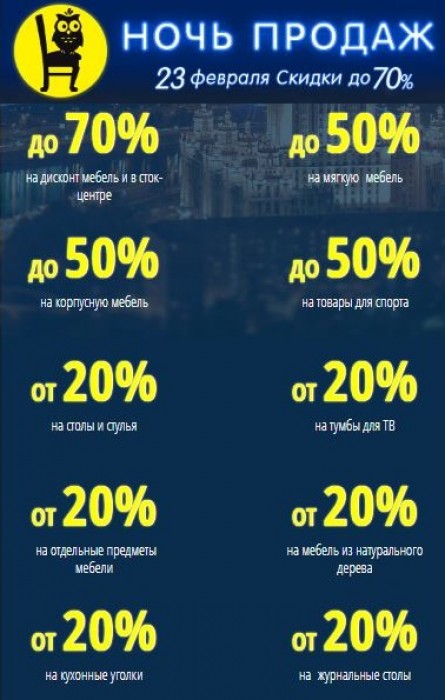 НОЧЬ ПРОДАЖ
23 февраля Скидки до 70%
до 70%
на дисконт мебель и в сток-
центре
до 50%
на мягкую мебель
до 50%
на корпусную мебель
до 50%
на товары для спорта
от 20%
на столы и стулья
от 20%
на тумбы для ТВ
от 20%
на отдельные предметы
мебели
от 20%
на мебель из натурального
дерева
от 20%
на кухонные уголки
от 20%
на журнальные столы